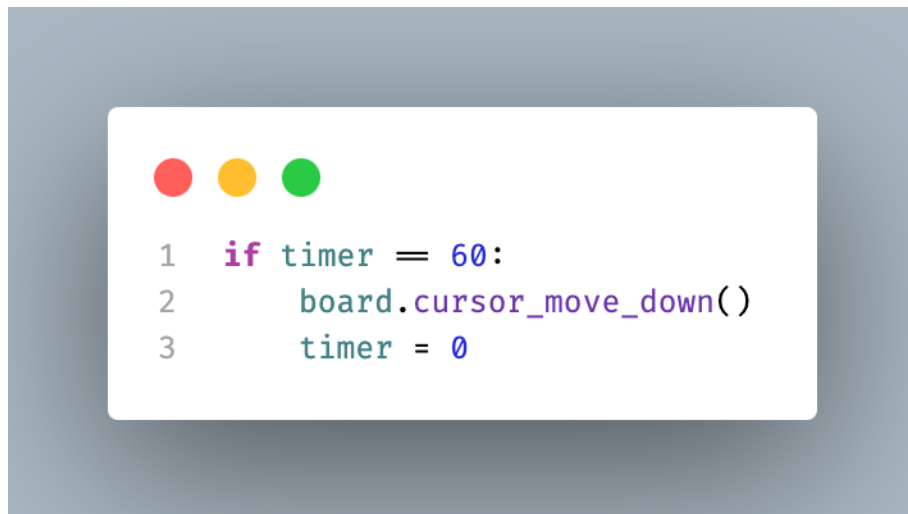 1 if timer == 60:
2 board.cursor_move_down()
3 timer = 0